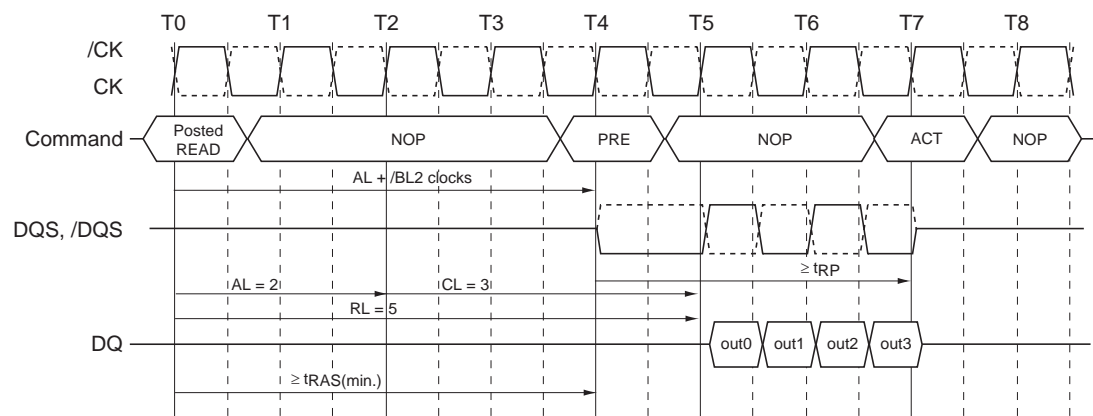 T0 T1 T2 T3 T4 T5 T6 T7 T8
/CK
CK
Command
Posted
READ
NOP
PRE
NOP
ACT
NOP
AL + /BL2 clocks
DQS, /DQS
≥ tRP
AL = 2
CL = 3
RL = 5
DQ
out0 out1 out2 out3
≥ tRAS(min.)